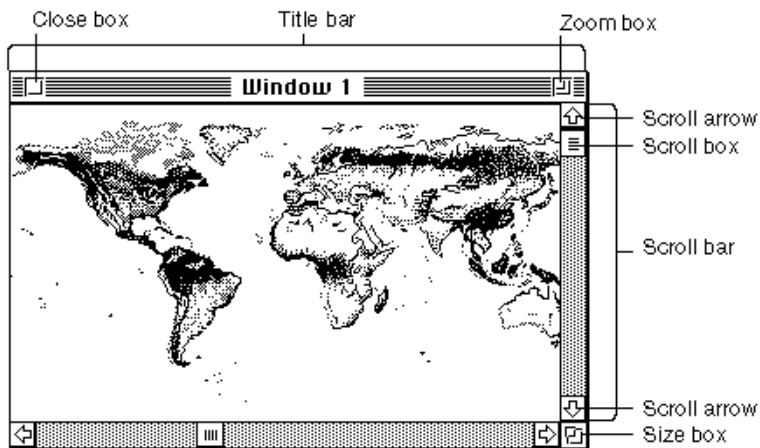 Close box
Title bar
Zoom box
Window 1
Scroll arrow
Scroll box
Scroll bar
Scroll arrow
Size box